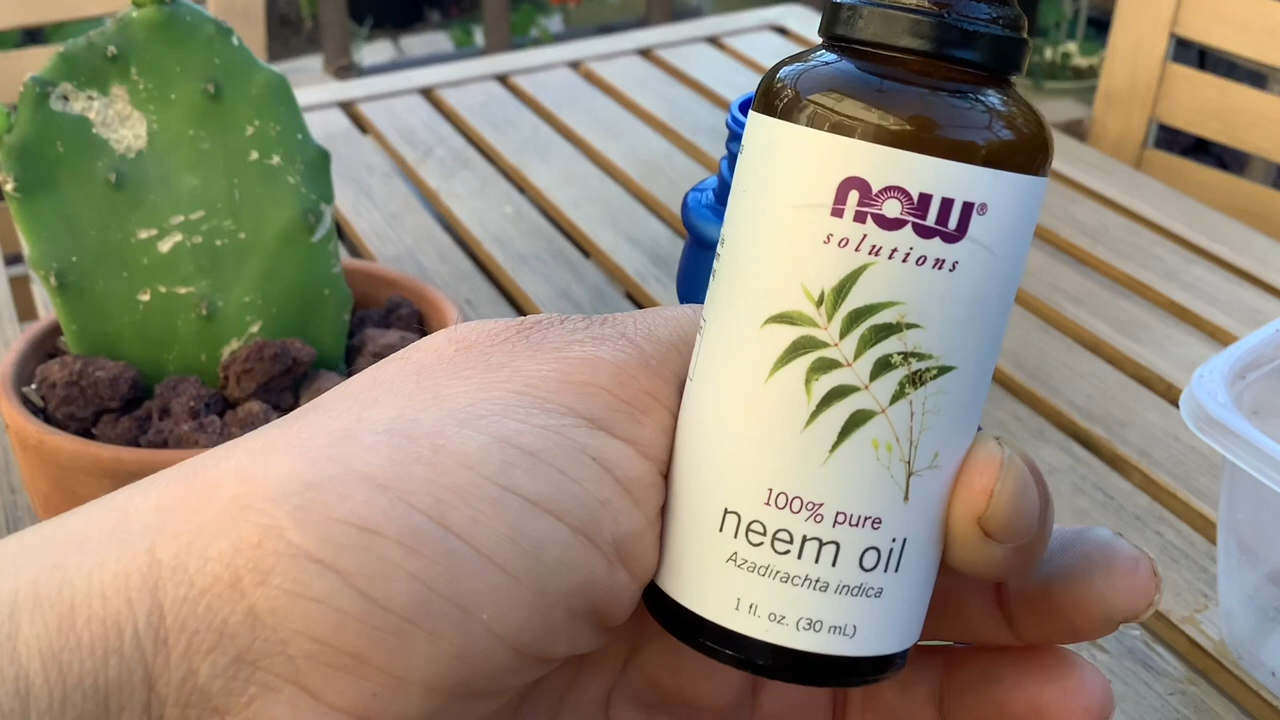 now®
solutions
100% pure
neem oil
Azadirachta indica
1 fl. oz. (30 mL)